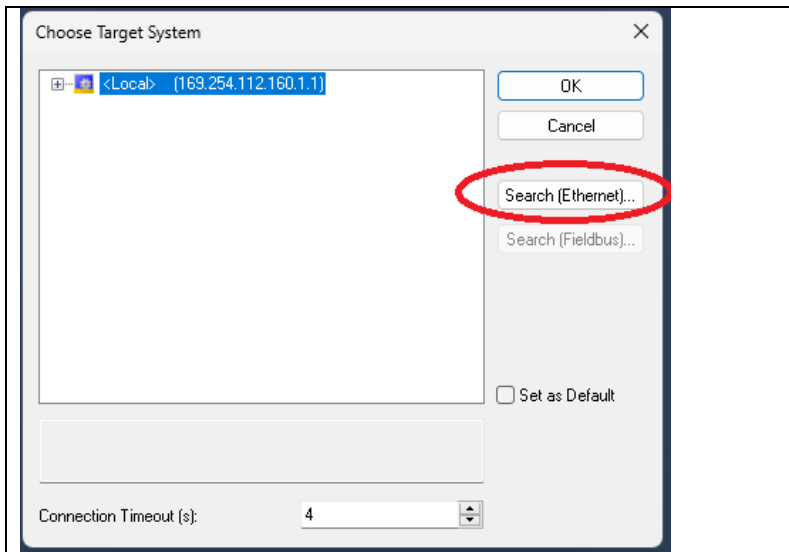 Choose Target System
<Local> (169.254.112.160.1.1)
OK
Cancel
Search (Ethernet)...
Search (Fieldbus)...
Set as Default
Connection Timeout (s): 4